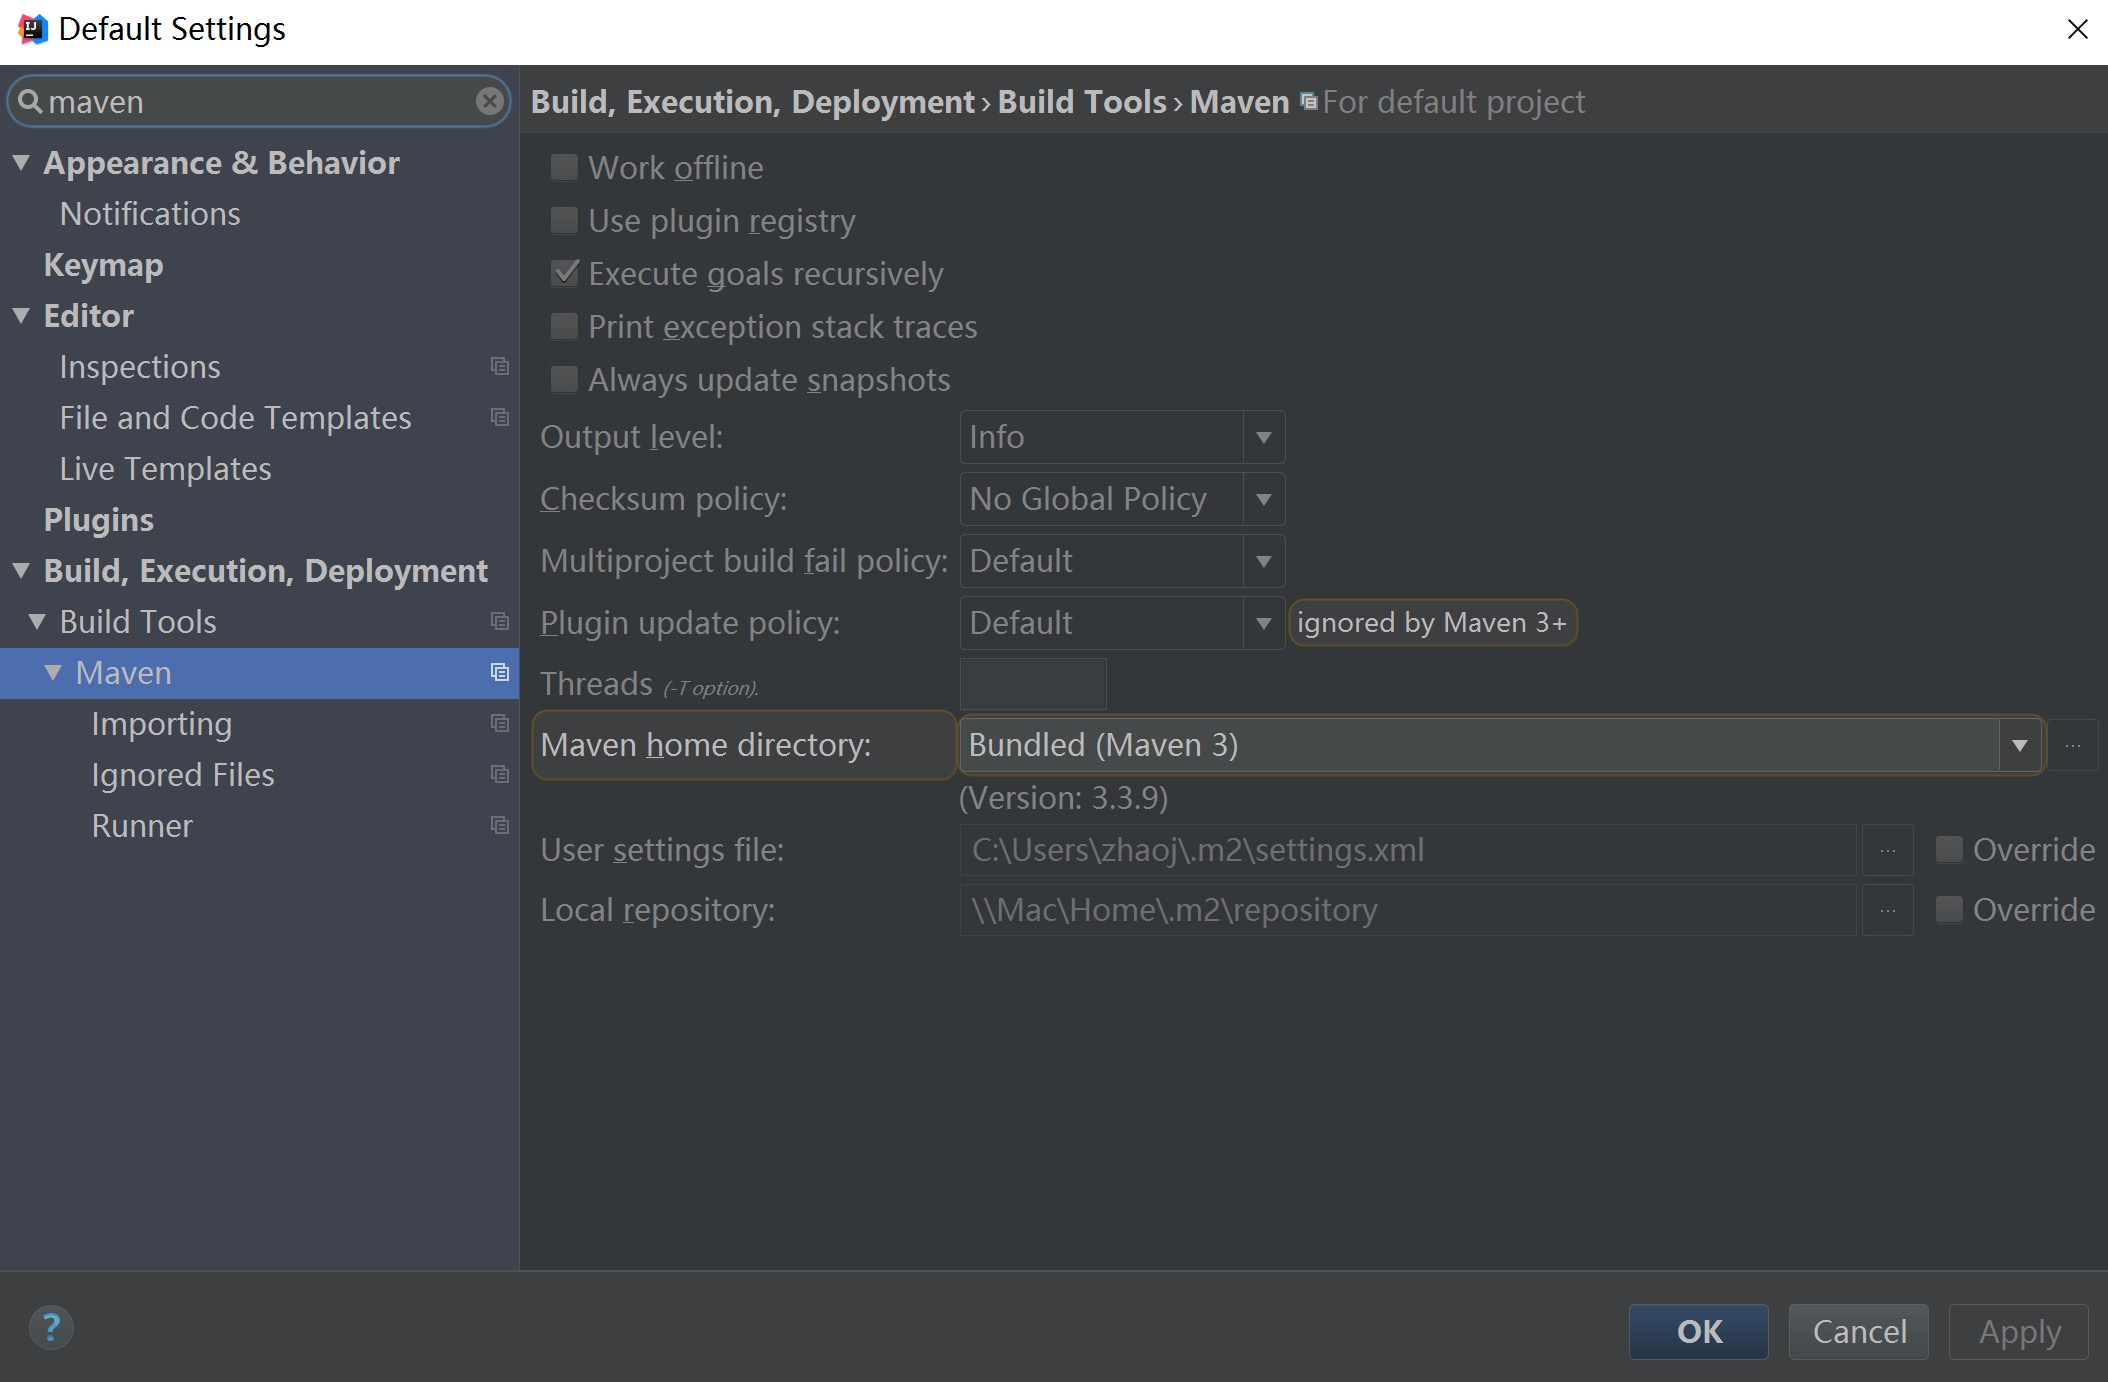 Default Settings
maven
Appearance & Behavior
Notifications
Keymap
Editor
Inspections
File and Code Templates
Live Templates
Plugins
Build, Execution, Deployment
Build Tools
Maven
Importing
Ignored Files
Runner
Build, Execution, Deployment › Build Tools › Maven For default project
Work offline
Use plugin registry
Execute goals recursively
Print exception stack traces
Always update snapshots
Output level: Info
Checksum policy: No Global Policy
Multiproject build fail policy: Default
Plugin update policy: Default ignored by Maven 3+
Threads (-T option).
Maven home directory: Bundled (Maven 3) ...
(Version: 3.3.9)
User settings file: C:\Users\zhaoj\.m2\settings.xml ... Override
Local repository: \\Mac\Home\.m2\repository ... Override
? OK Cancel Apply